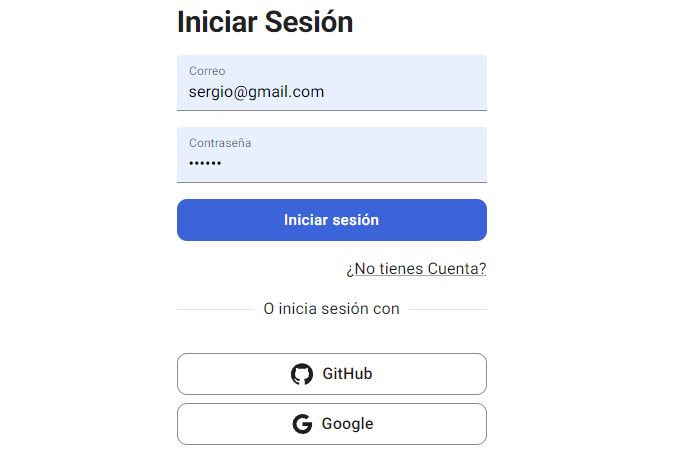 Iniciar Sesión
Correo
sergio@gmail.com
Contraseña
••••••
Iniciar sesión
¿No tienes Cuenta?
O inicia sesión con
GitHub
Google